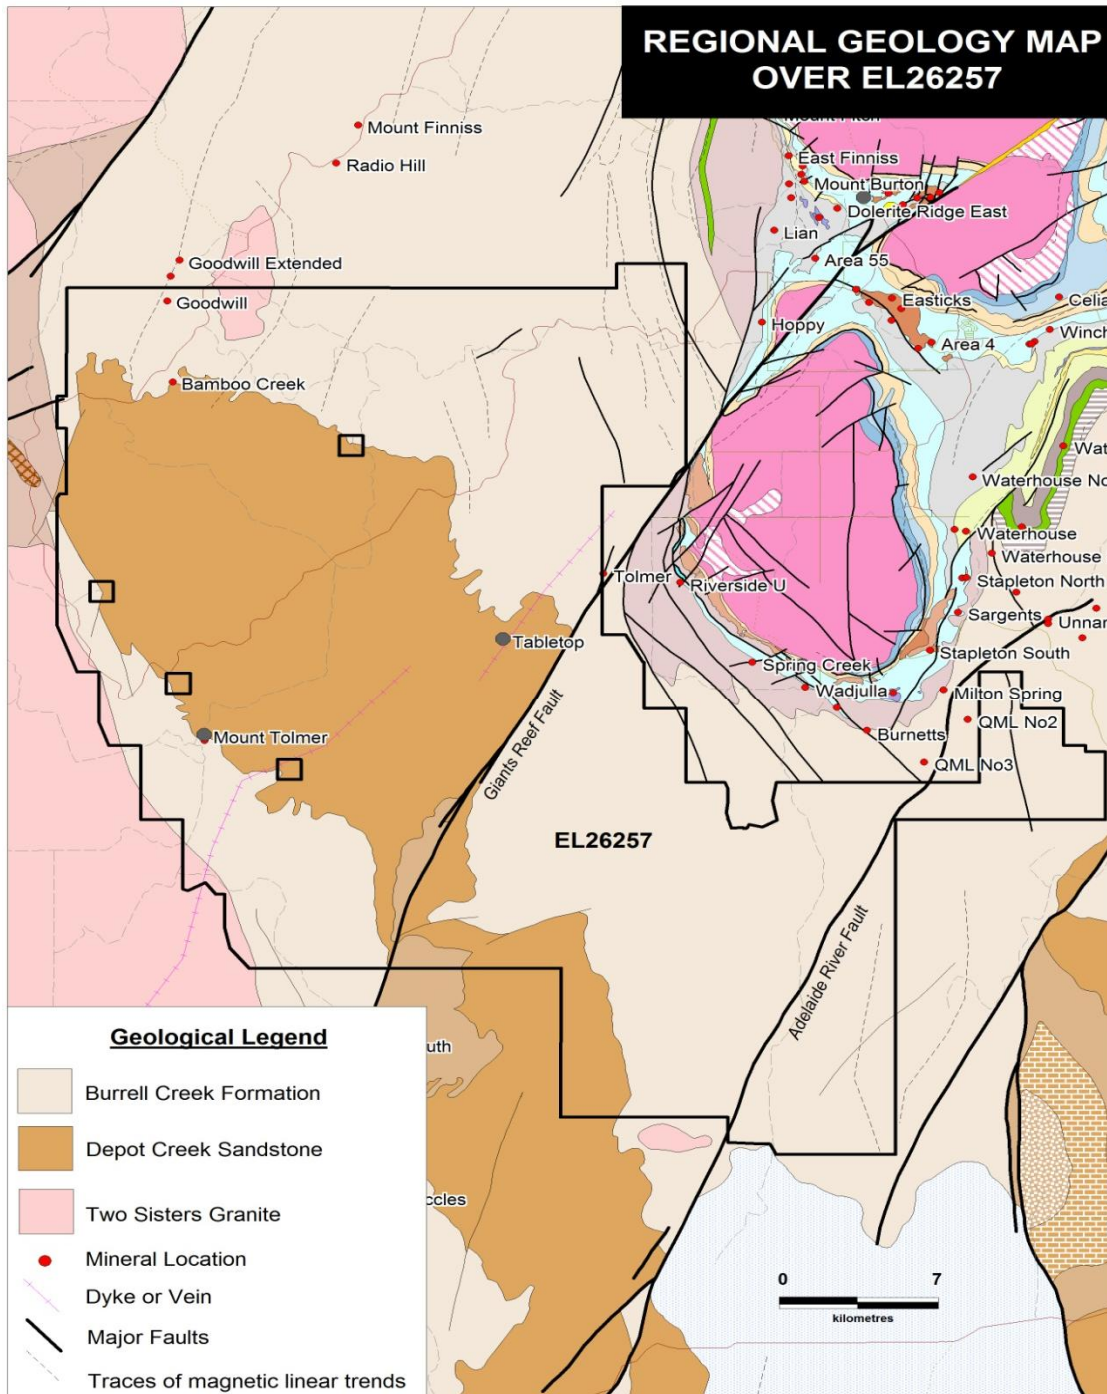 REGIONAL GEOLOGY MAP
OVER EL26257
Mount Finniss
Radio Hill
East Finniss
Mount Burton
Dolerite Ridge East
Lian
Area 55
Goodwill Extended
Goodwill
Easticks
Hoppy
Area 4
Bamboo Creek
Waterhouse
Waterhouse
Tolmer
Riverside U
Stapleton North
Sargents
Tabletop
Stapleton South
Spring Creek
Wadjulla
Milton Spring
Mount Tolmer
QML No2
Burnetts
QML No3
Giants Reef Fault
EL26257
Adelaide River Fault
Geological Legend
Burrell Creek Formation
Depot Creek Sandstone
Two Sisters Granite
Mineral Location
Dyke or Vein
Major Faults
Traces of magnetic linear trends
0 7
kilometres